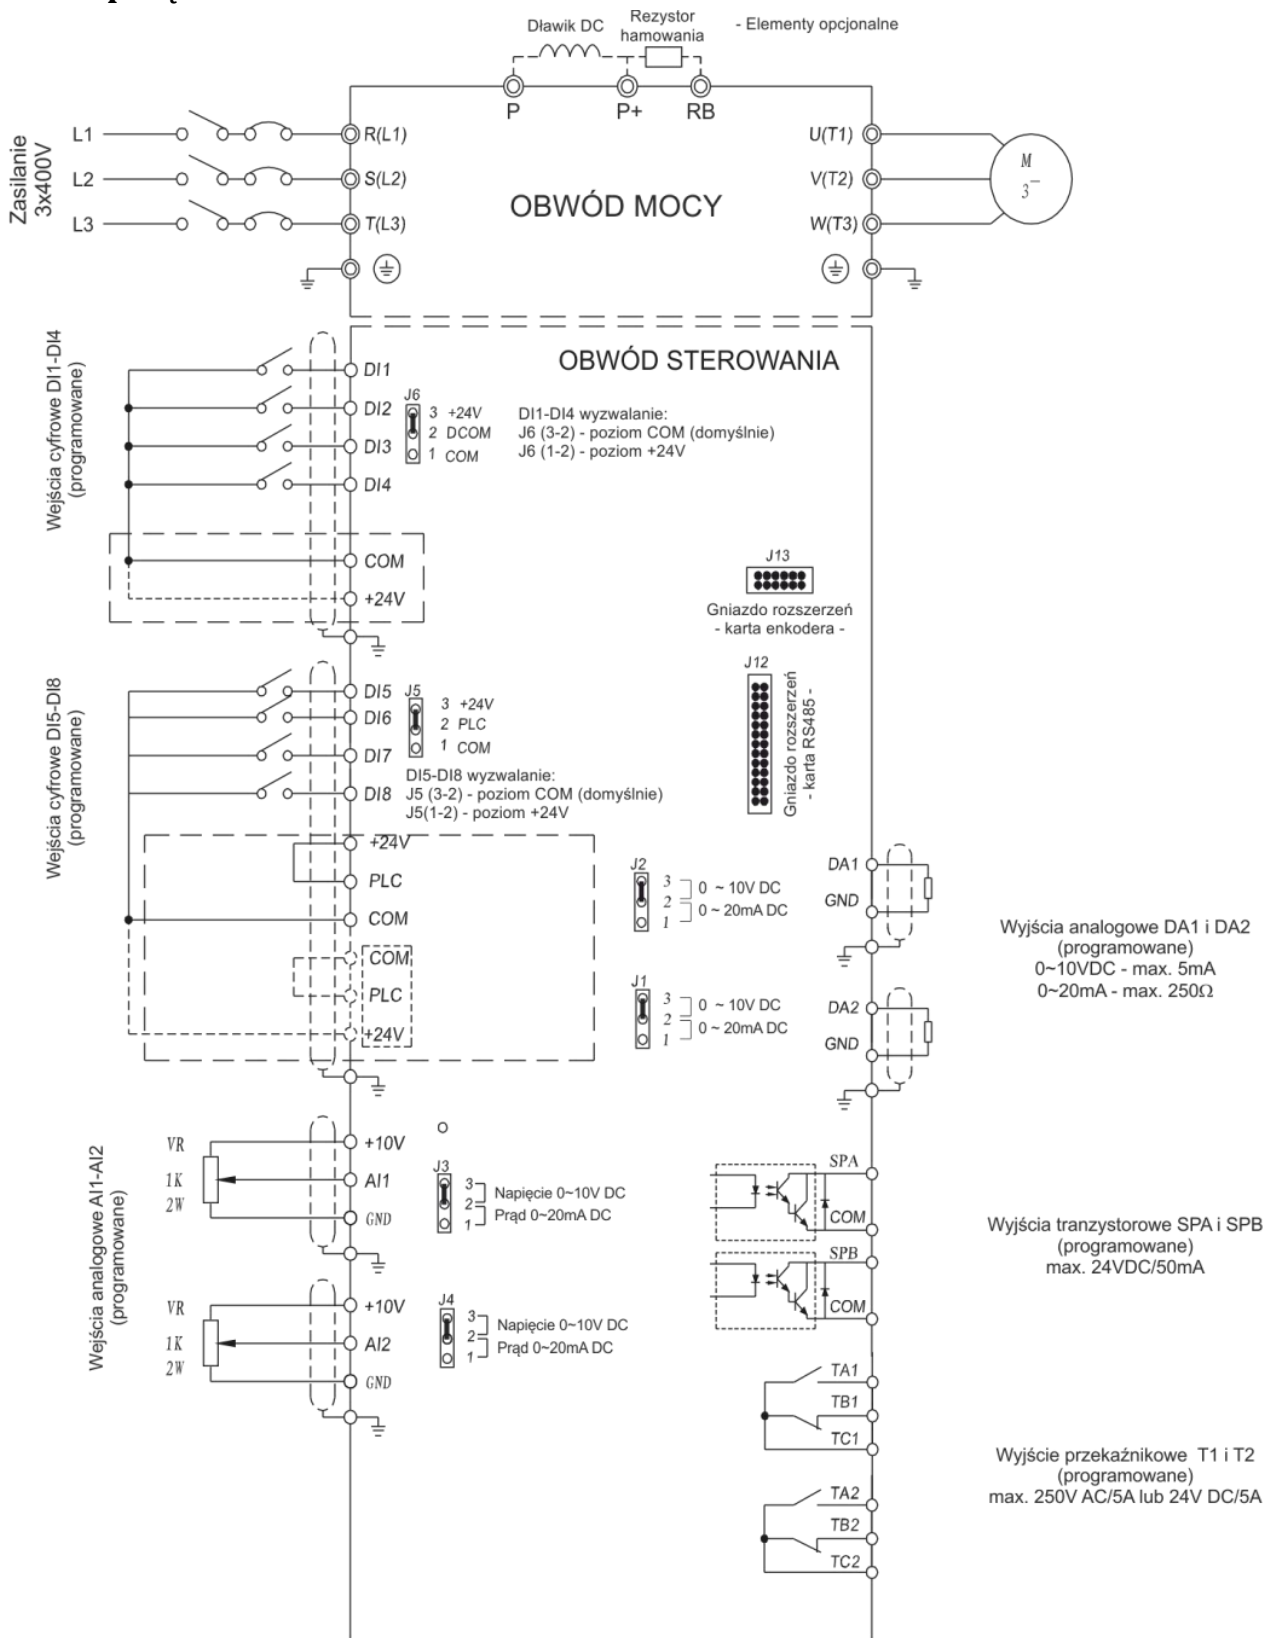 Dławik DC
Rezystor
hamowania
- Elementy opcjonalne
P
P+
RB
Zasilanie
3x400V
L1
R(L1)
U(T1)
L2
S(L2)
V(T2)
L3
T(L3)
W(T3)
M
3~
OBWÓD MOCY
OBWÓD STEROWANIA
Wejścia cyfrowe DI1-DI4
(programowane)
DI1
DI2
DI3
DI4
J6
3 +24V
2 DCOM
1 COM
DI1-DI4 wyzwalanie:
J6 (3-2) - poziom COM (domyślnie)
J6 (1-2) - poziom +24V
COM
+24V
J13
Gniazdo rozszerzeń
- karta enkodera -
J12
Gniazdo rozszerzeń
- karta RS485 -
Wejścia cyfrowe DI5-DI8
(programowane)
DI5
DI6
DI7
DI8
J5
3 +24V
2 PLC
1 COM
DI5-DI8 wyzwalanie:
J5 (3-2) - poziom COM (domyślnie)
J5(1-2) - poziom +24V
+24V
PLC
COM
COM
PLC
+24V
J2
3
2
1
0 ~ 10V DC
0 ~ 20mA DC
J1
3
2
1
0 ~ 10V DC
0 ~ 20mA DC
DA1
GND
DA2
GND
Wyjścia analogowe DA1 i DA2
(programowane)
0~10VDC - max. 5mA
0~20mA - max. 250Ω
Wejścia analogowe AI1-AI2
(programowane)
VR
1K
2W
+10V
AI1
GND
J3
3
2
1
Napięcie 0~10V DC
Prąd 0~20mA DC
VR
1K
2W
+10V
AI2
GND
J4
3
2
1
Napięcie 0~10V DC
Prąd 0~20mA DC
SPA
COM
SPB
COM
Wyjścia tranzystorowe SPA i SPB
(programowane)
max. 24VDC/50mA
TA1
TB1
TC1
TA2
TB2
TC2
Wyjście przekaźnikowe T1 i T2
(programowane)
max. 250V AC/5A lub 24V DC/5A